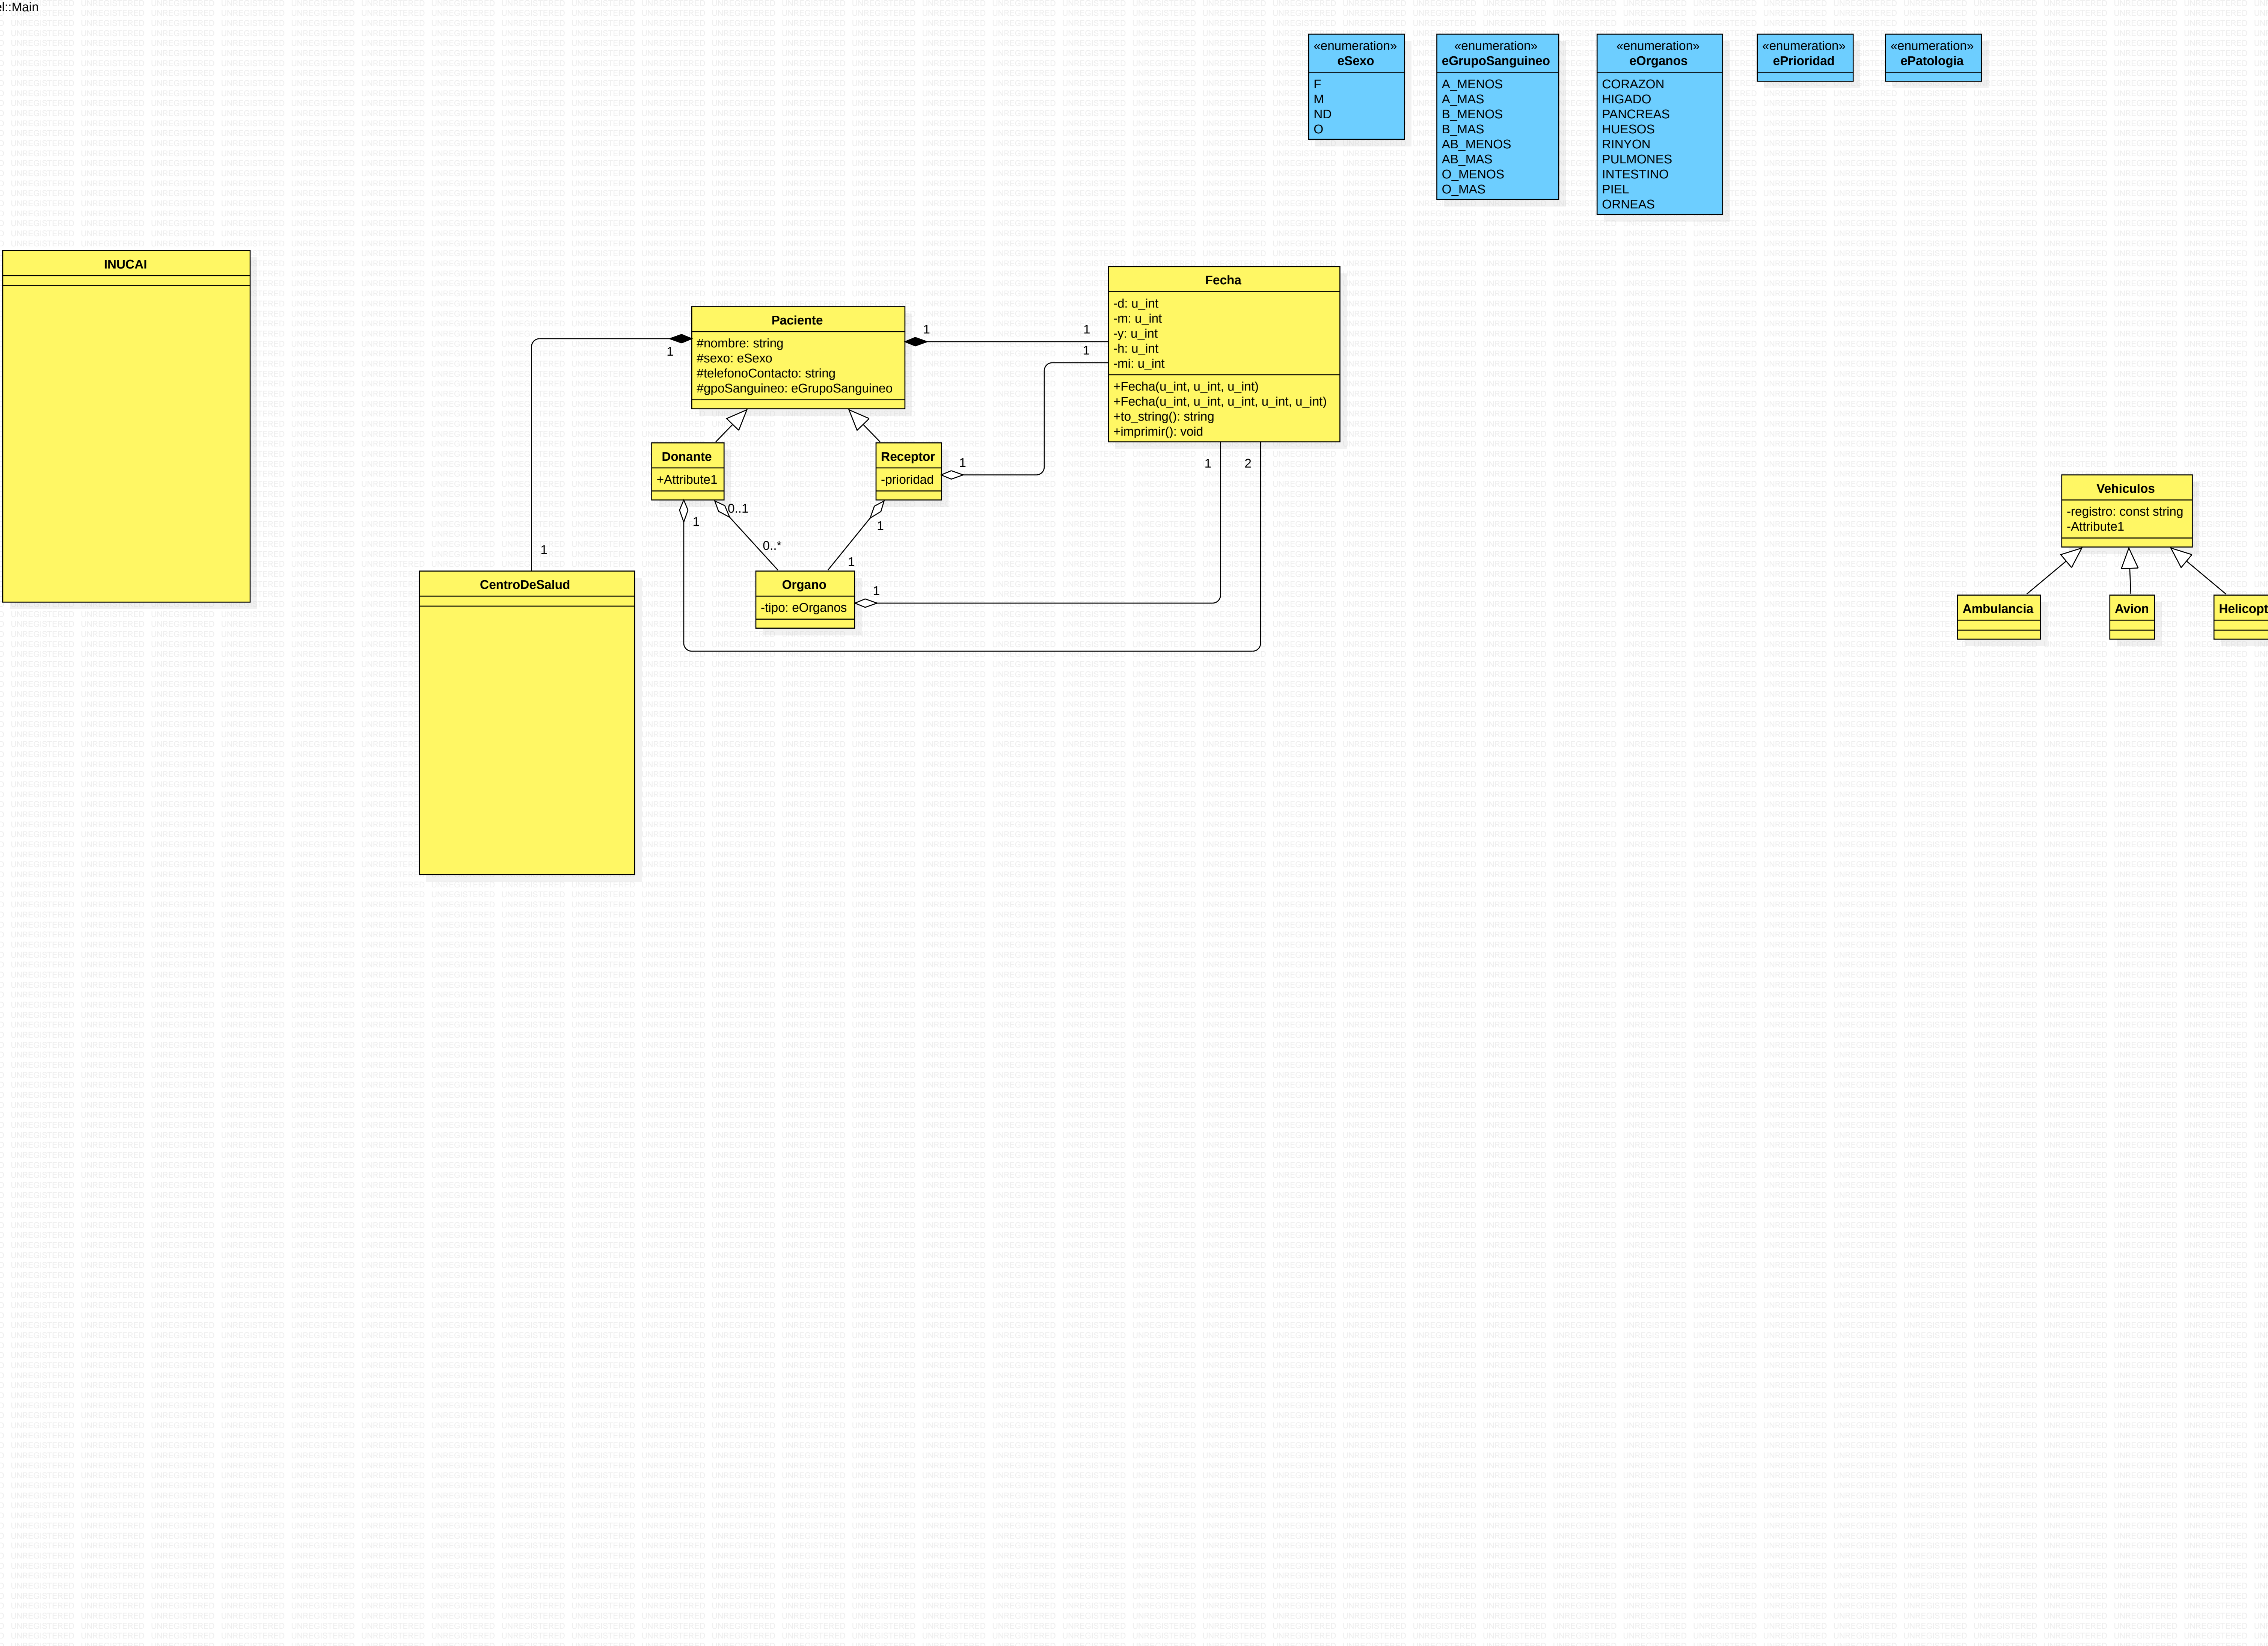 el::Main
«enumeration»
eSexo
F
M
ND
O
«enumeration»
eGrupoSanguineo
A_MENOS
A_MAS
B_MENOS
B_MAS
AB_MENOS
AB_MAS
O_MENOS
O_MAS
«enumeration»
eOrganos
CORAZON
HIGADO
PANCREAS
HUESOS
RINYON
PULMONES
INTESTINO
PIEL
ORNEAS
«enumeration»
ePrioridad
«enumeration»
ePatologia
INUCAI
Paciente
#nombre: string
#sexo: eSexo
#telefonoContacto: string
#gpoSanguineo: eGrupoSanguineo
1
1
1
1
Fecha
-d: u_int
-m: u_int
-y: u_int
-h: u_int
-mi: u_int
+Fecha(u_int, u_int, u_int)
+Fecha(u_int, u_int, u_int, u_int, u_int)
+to_string(): string
+imprimir(): void
Donante
+Attribute1
Receptor
-prioridad
1
1
2
0..1
1
1
0..*
1
1
CentroDeSalud
Organo
-tipo: eOrganos
1
Vehiculos
-registro: const string
-Attribute1
Ambulancia
Avion
Helicopt